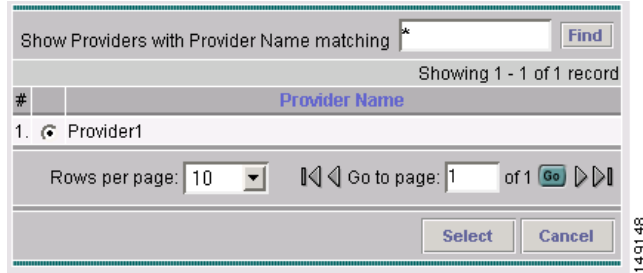 Show Providers with Provider Name matching * Find
Showing 1 - 1 of 1 record
# Provider Name
1. Provider1
Rows per page: 10 Go to page: 1 of 1 Go
Select Cancel
149148